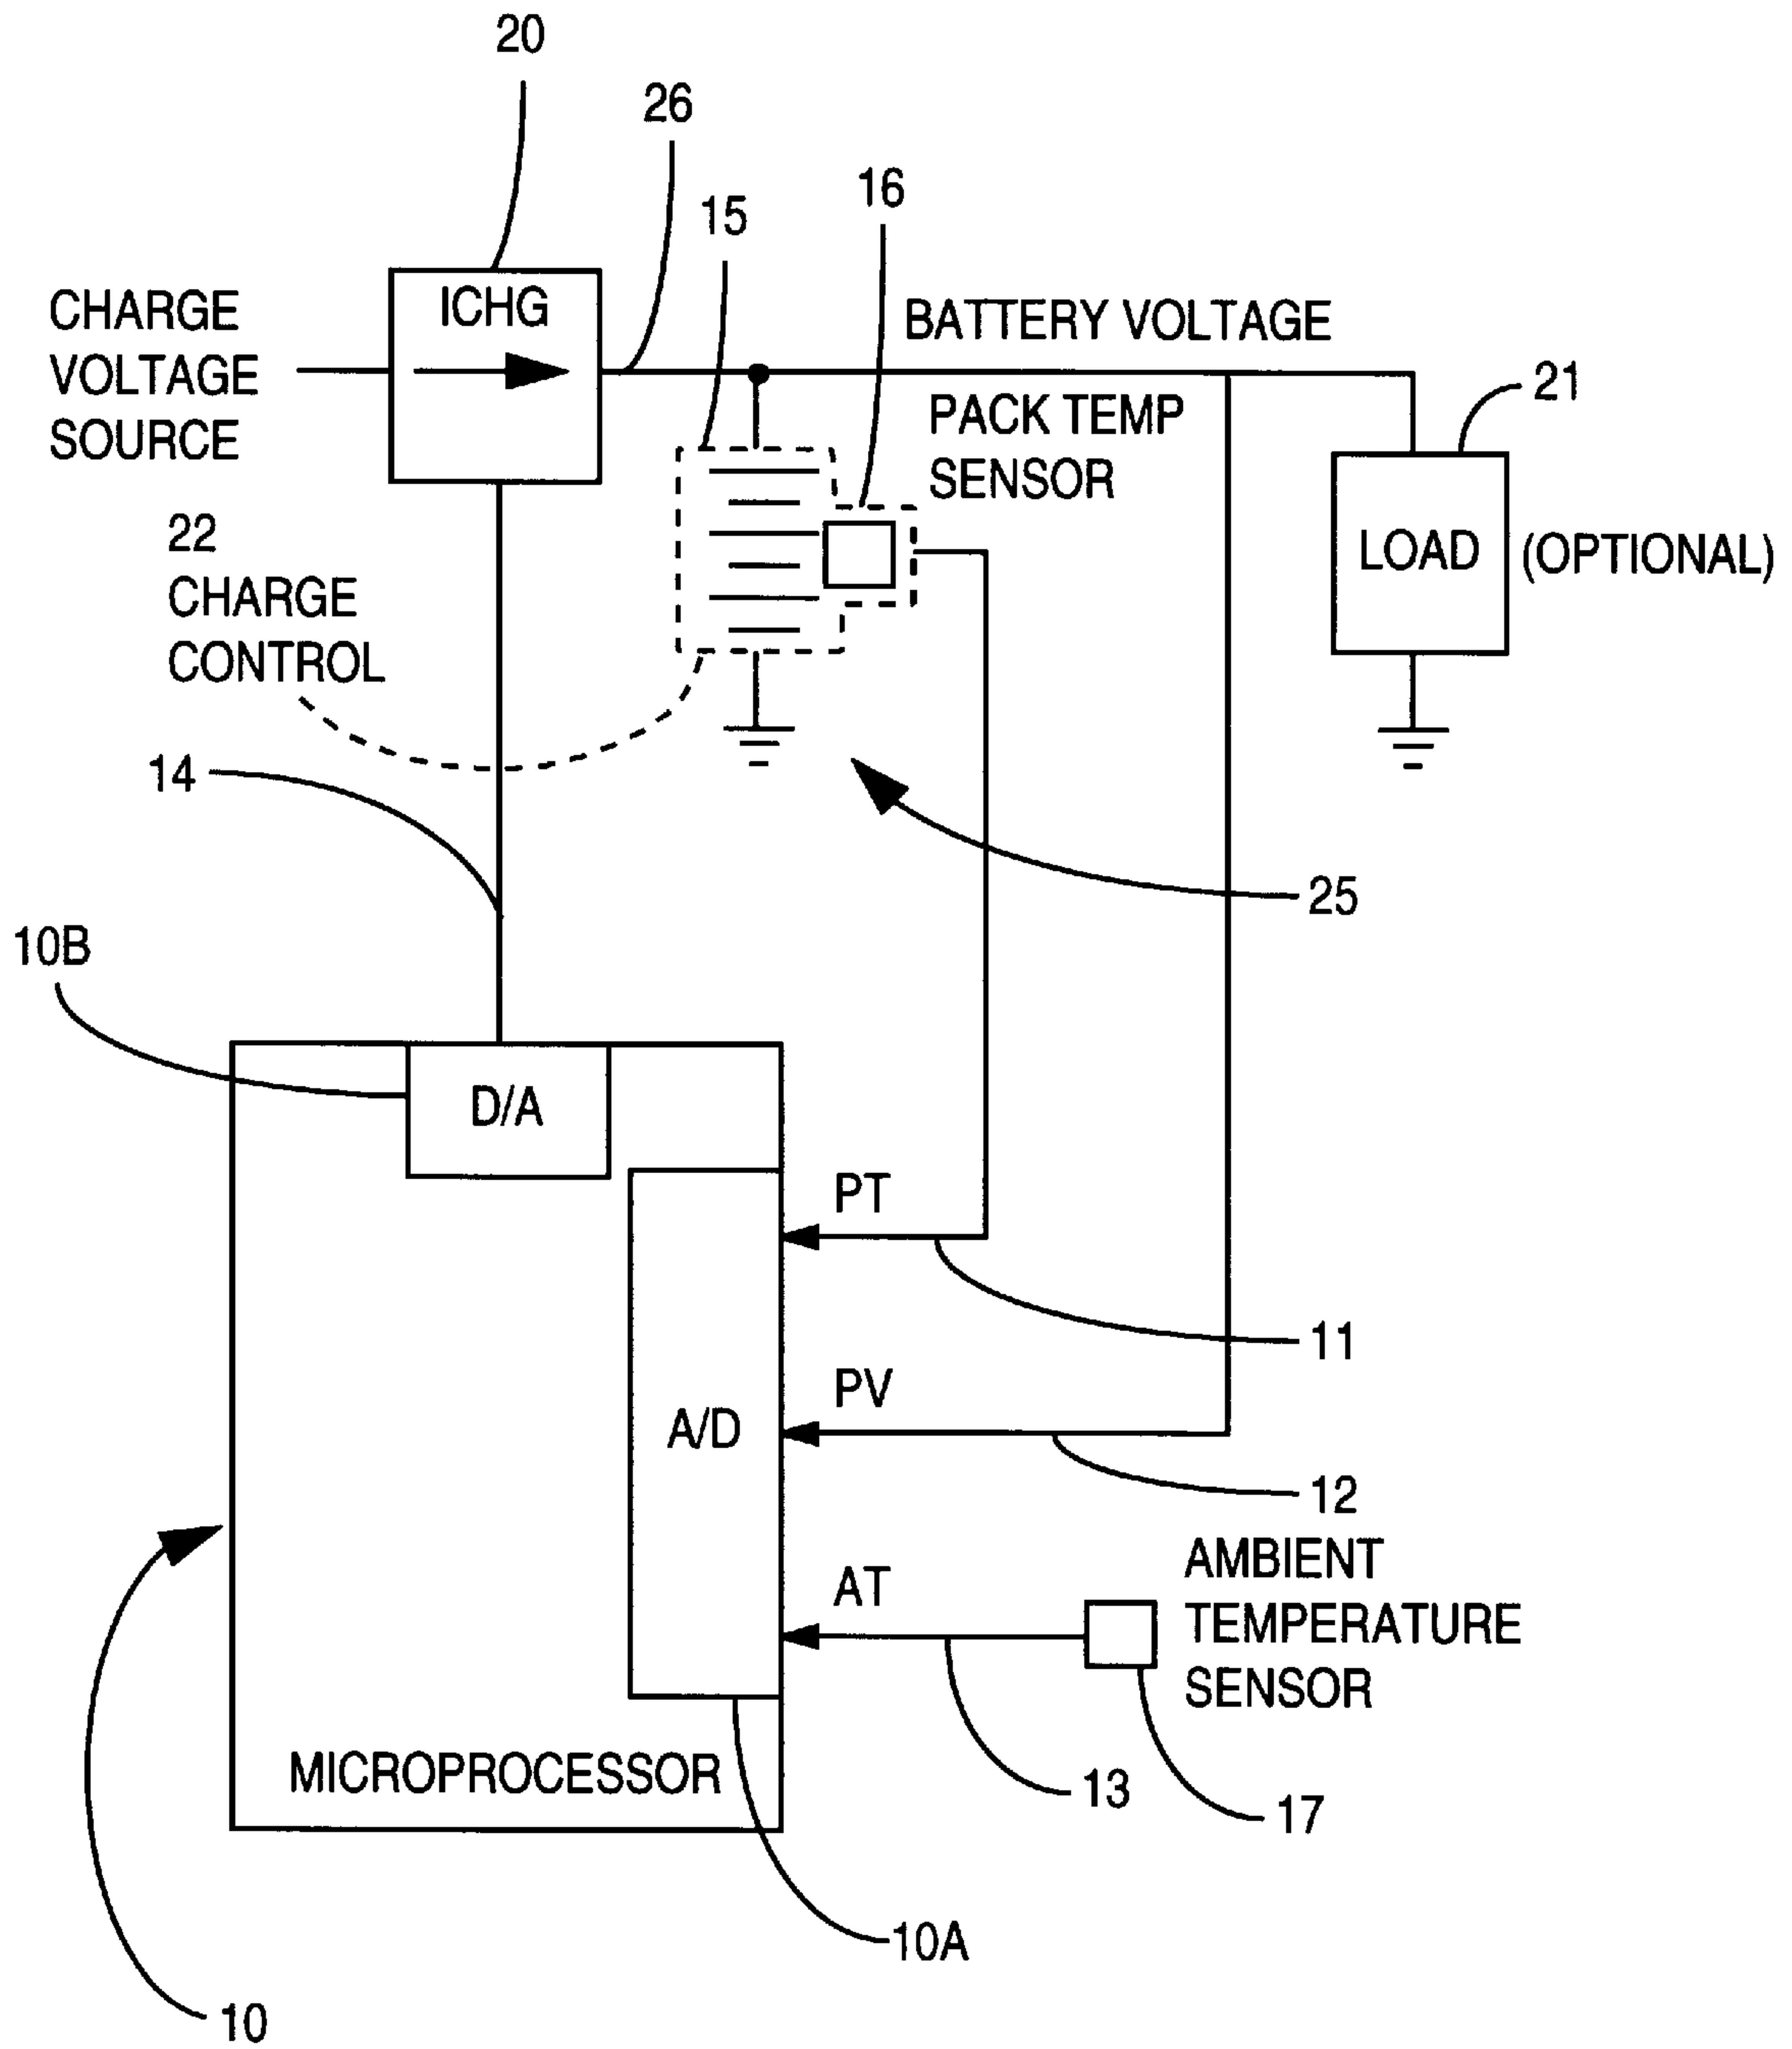 20
26
16
15
ICHG
CHARGE
VOLTAGE
SOURCE
BATTERY VOLTAGE
21
PACK TEMP
SENSOR
LOAD
(OPTIONAL)
22
CHARGE
CONTROL
14
25
10B
D/A
PT
11
PV
A/D
12
AMBIENT
TEMPERATURE
SENSOR
AT
MICROPROCESSOR
13
17
10A
10